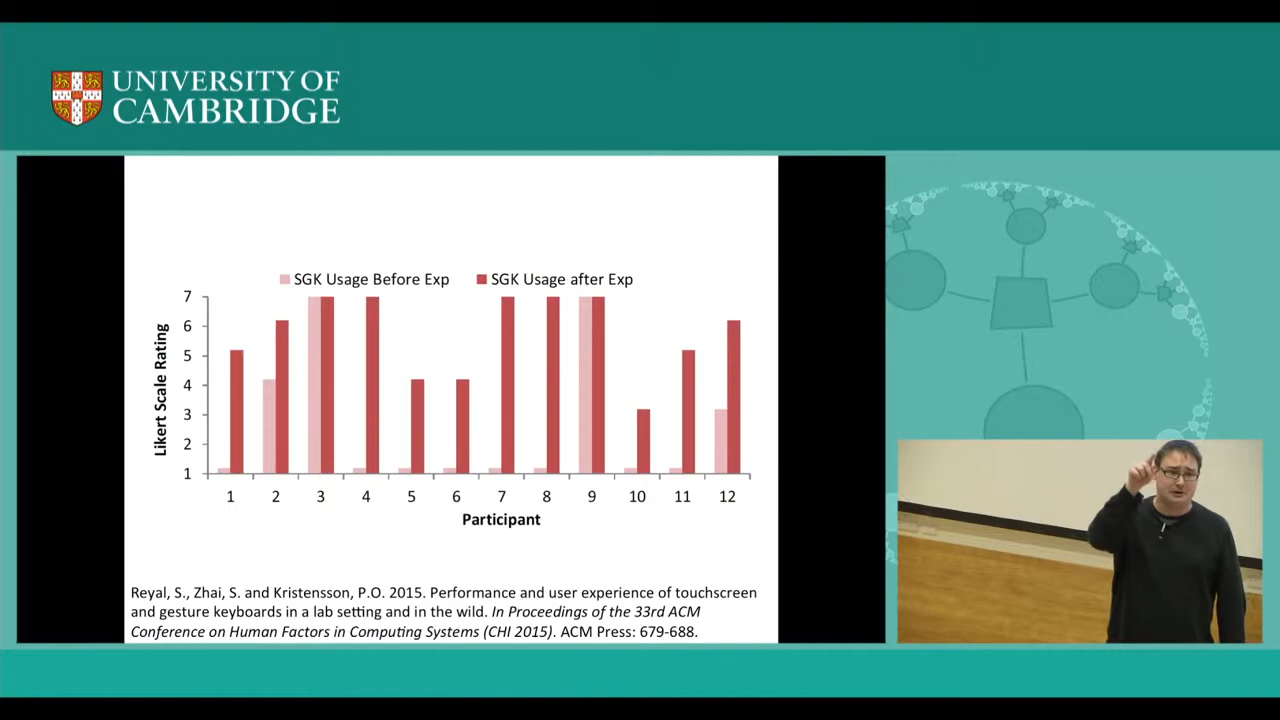 UNIVERSITY OF
CAMBRIDGE
SGK Usage Before Exp
SGK Usage after Exp
7
6
5
4
3
2
1
Likert Scale Rating
1 2 3 4 5 6 7 8 9 10 11 12
Participant
Reyal, S., Zhai, S. and Kristensson, P.O. 2015. Performance and user experience of touchscreen
and gesture keyboards in a lab setting and in the wild. In Proceedings of the 33rd ACM
Conference on Human Factors in Computing Systems (CHI 2015). ACM Press: 679-688.